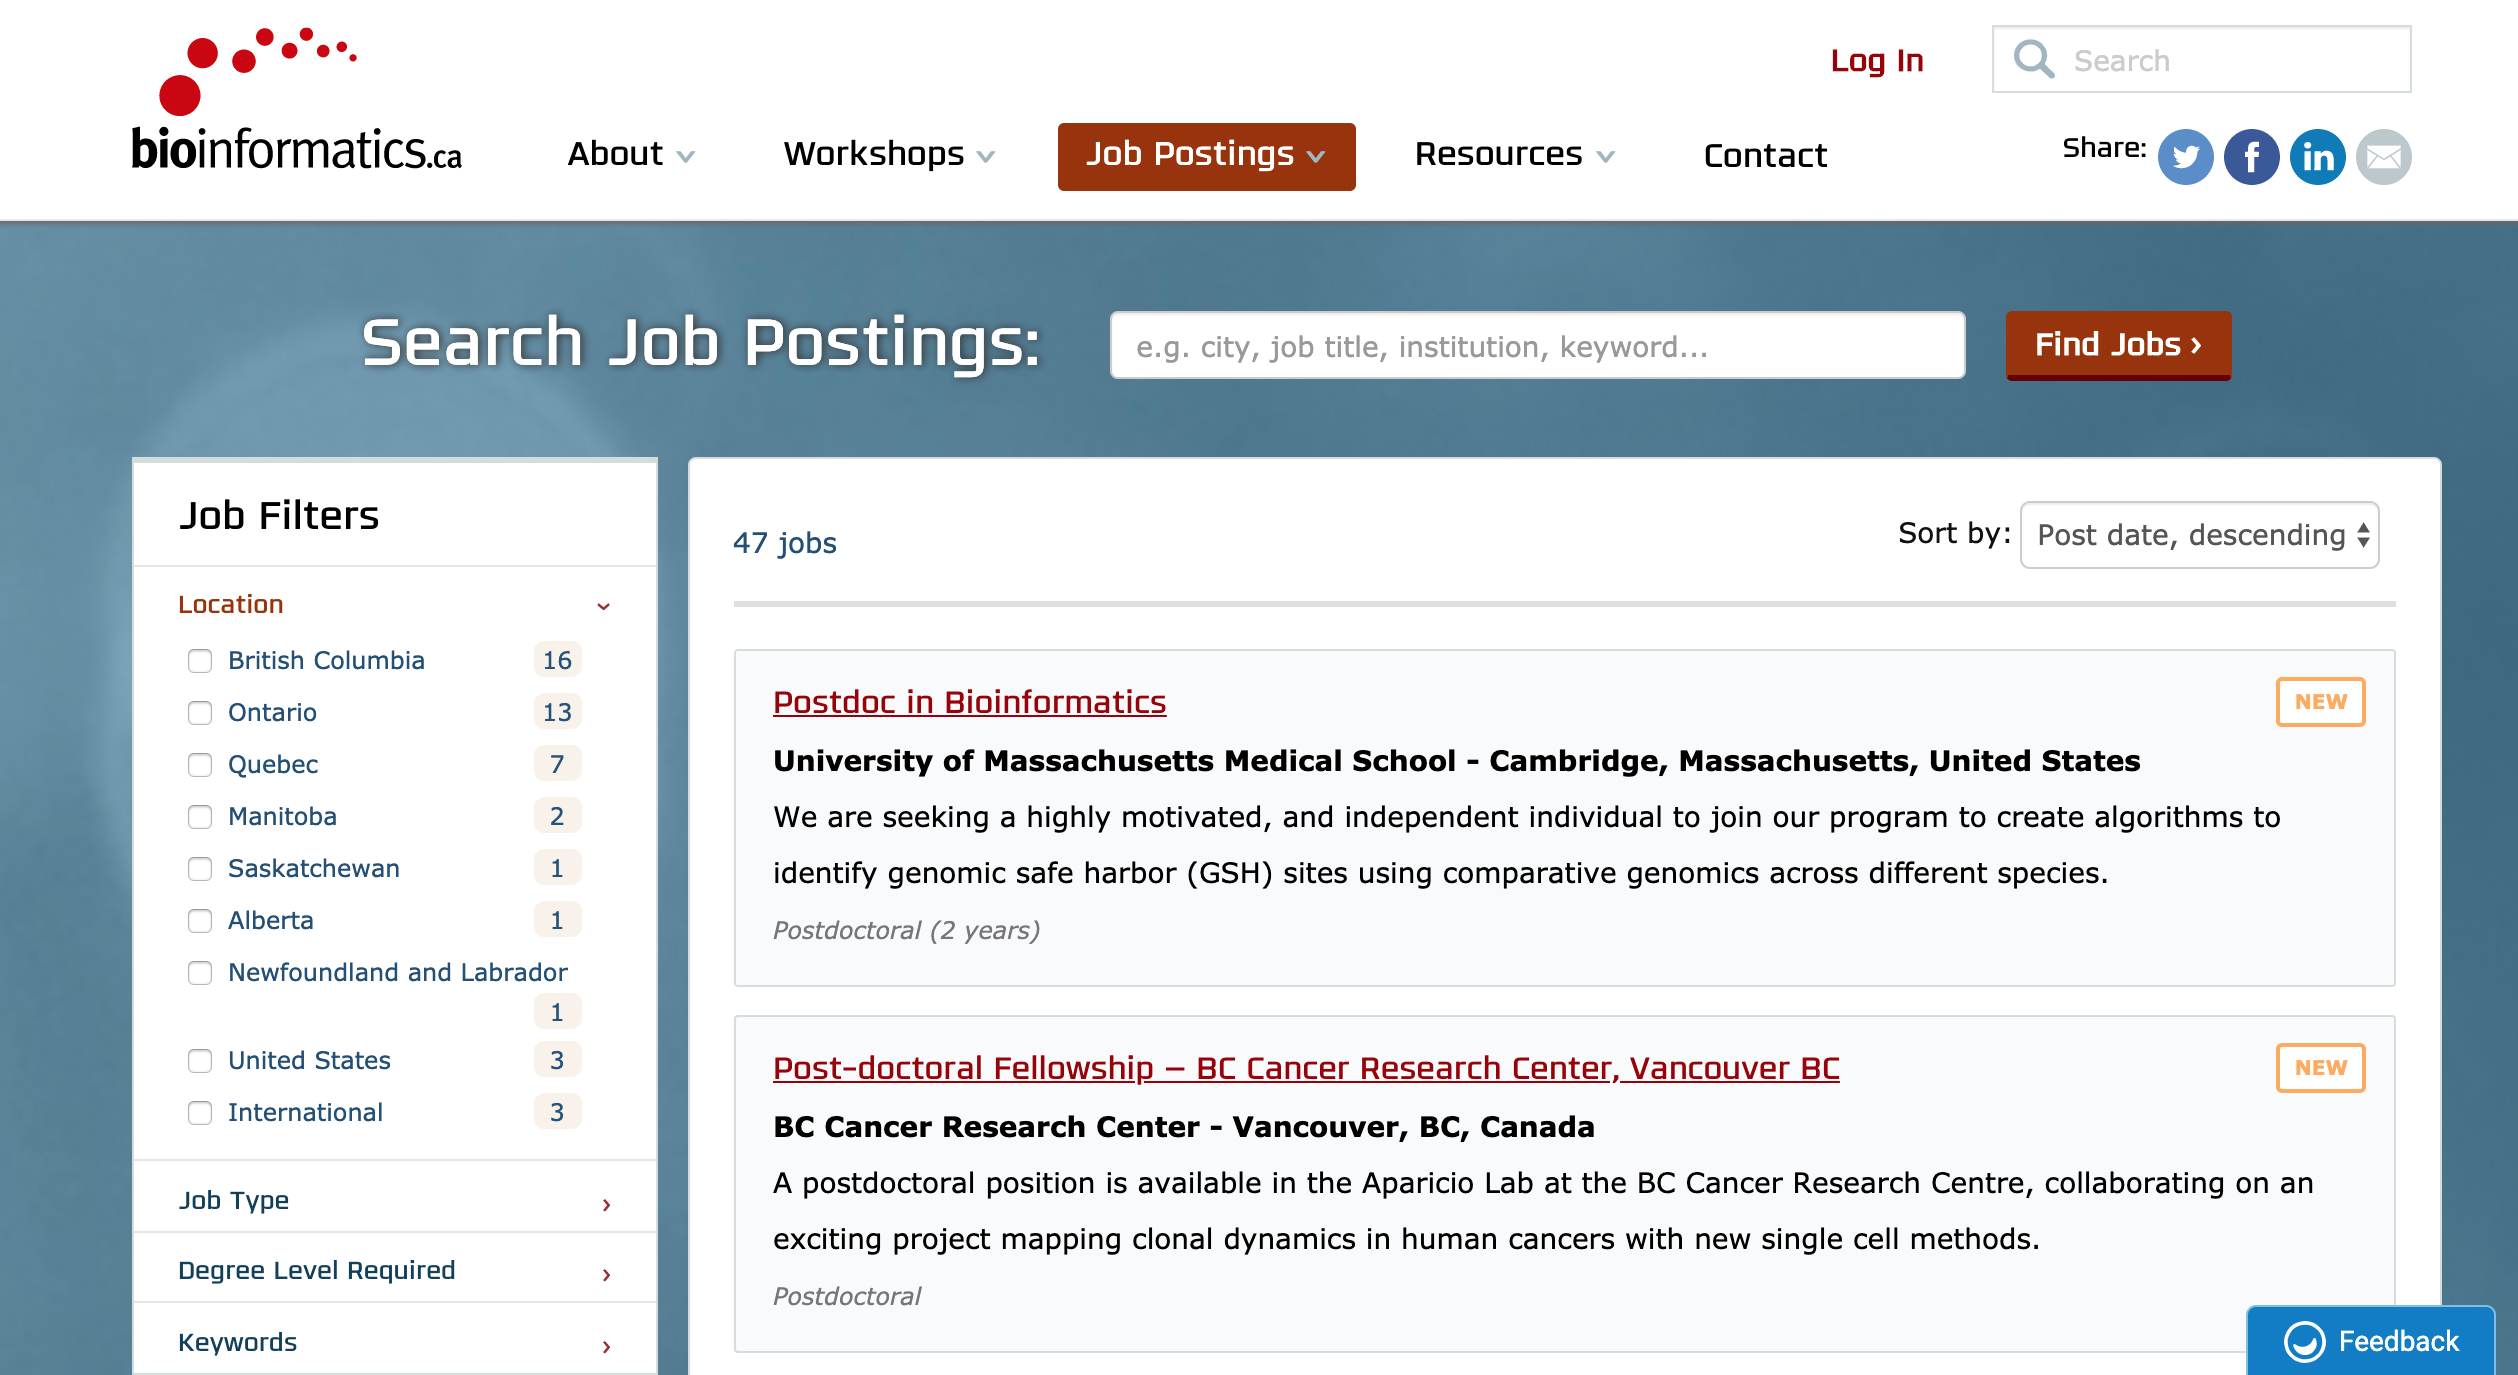 bioinformatics.ca
Log In
Search
About
Workshops
Job Postings
Resources
Contact
Share:
Search Job Postings:
e.g. city, job title, institution, keyword...
Find Jobs ›
Job Filters
Location
British Columbia 16
Ontario 13
Quebec 7
Manitoba 2
Saskatchewan 1
Alberta 1
Newfoundland and Labrador
1
United States 3
International 3
Job Type
Degree Level Required
Keywords
47 jobs
Sort by: Post date, descending
Postdoc in Bioinformatics
NEW
University of Massachusetts Medical School - Cambridge, Massachusetts, United States
We are seeking a highly motivated, and independent individual to join our program to create algorithms to
identify genomic safe harbor (GSH) sites using comparative genomics across different species.
Postdoctoral (2 years)
Post-doctoral Fellowship – BC Cancer Research Center, Vancouver BC
NEW
BC Cancer Research Center - Vancouver, BC, Canada
A postdoctoral position is available in the Aparicio Lab at the BC Cancer Research Centre, collaborating on an
exciting project mapping clonal dynamics in human cancers with new single cell methods.
Postdoctoral
Feedback